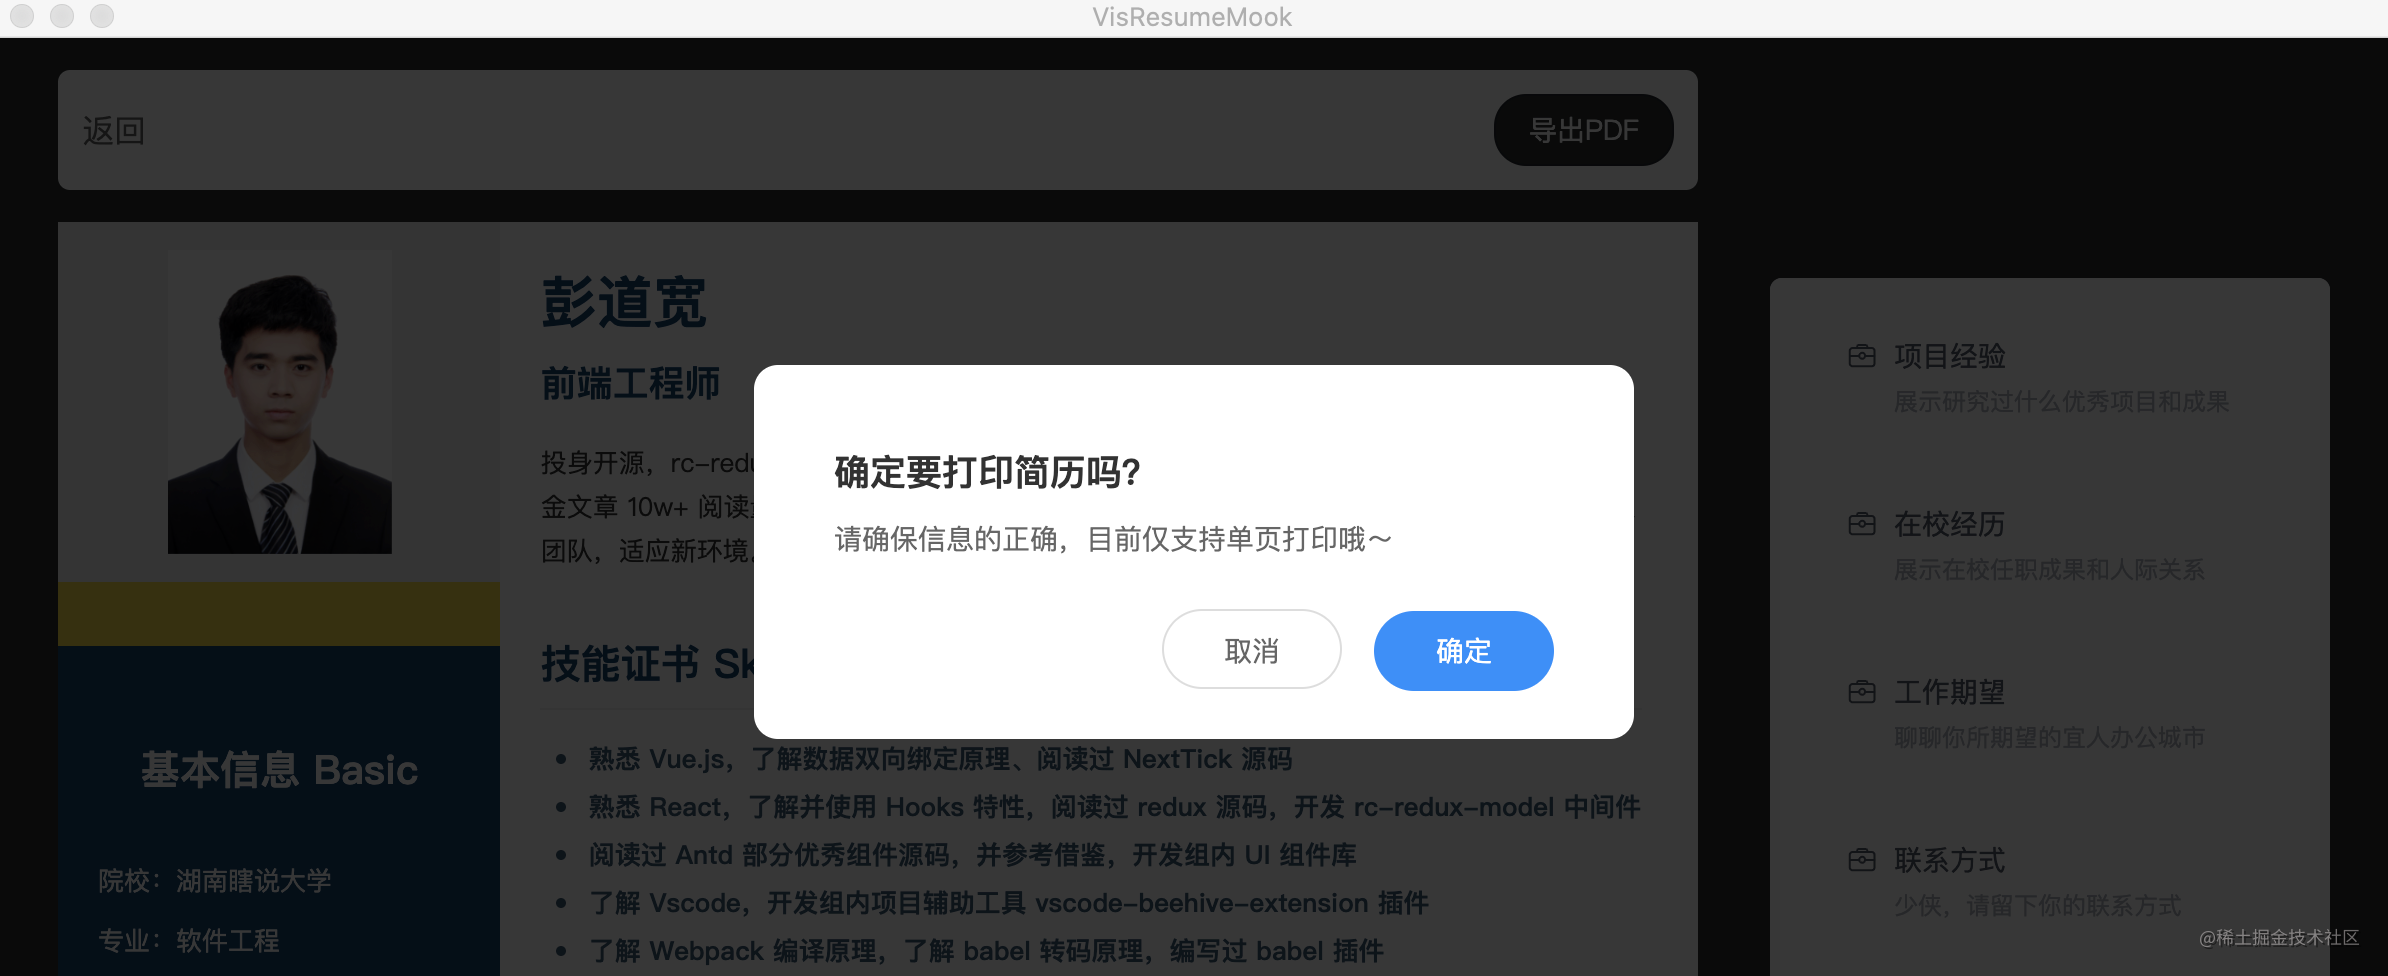 VisResumeMook
返回
导出PDF
彭道宽
前端工程师
投身开源，rc-redu
金文章 10w+ 阅读
团队，适应新环境
技能证书 Sk
熟悉 Vue.js，了解数据双向绑定原理、阅读过 NextTick 源码
熟悉 React，了解并使用 Hooks 特性，阅读过 redux 源码，开发 rc-redux-model 中间件
阅读过 Antd 部分优秀组件源码，并参考借鉴，开发组内 UI 组件库
了解 Vscode，开发组内项目辅助工具 vscode-beehive-extension 插件
了解 Webpack 编译原理，了解 babel 转码原理，编写过 babel 插件
基本信息 Basic
院校：湖南瞎说大学
专业：软件工程
确定要打印简历吗？
请确保信息的正确，目前仅支持单页打印哦～
取消
确定
项目经验
展示研究过什么优秀项目和成果
在校经历
展示在校任职成果和人际关系
工作期望
聊聊你所期望的宜人办公城市
联系方式
少侠，请留下你的联系方式
@稀土掘金技术社区